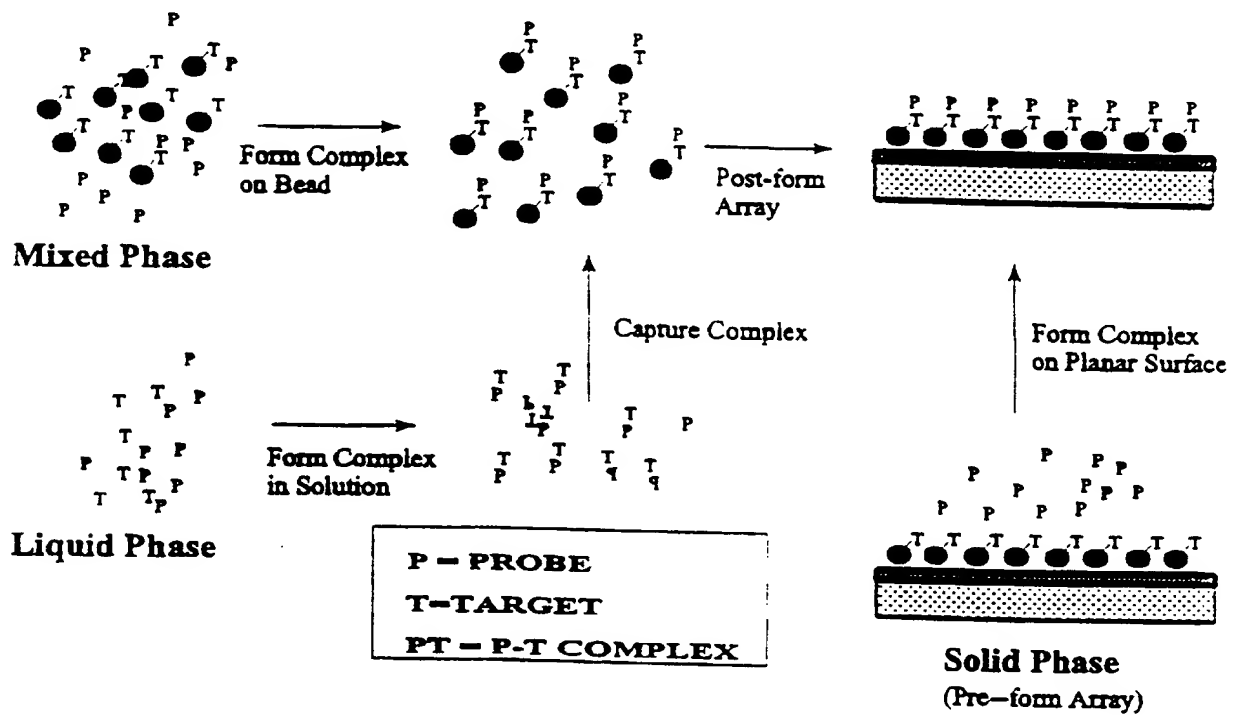 Form Complex
on Bead
Post-form
Array
Mixed Phase
Capture Complex
Form Complex
on Planar Surface
Form Complex
in Solution
Liquid Phase
P = PROBE
T=TARGET
PT = P-T COMPLEX
Solid Phase
(Pre-form Array)